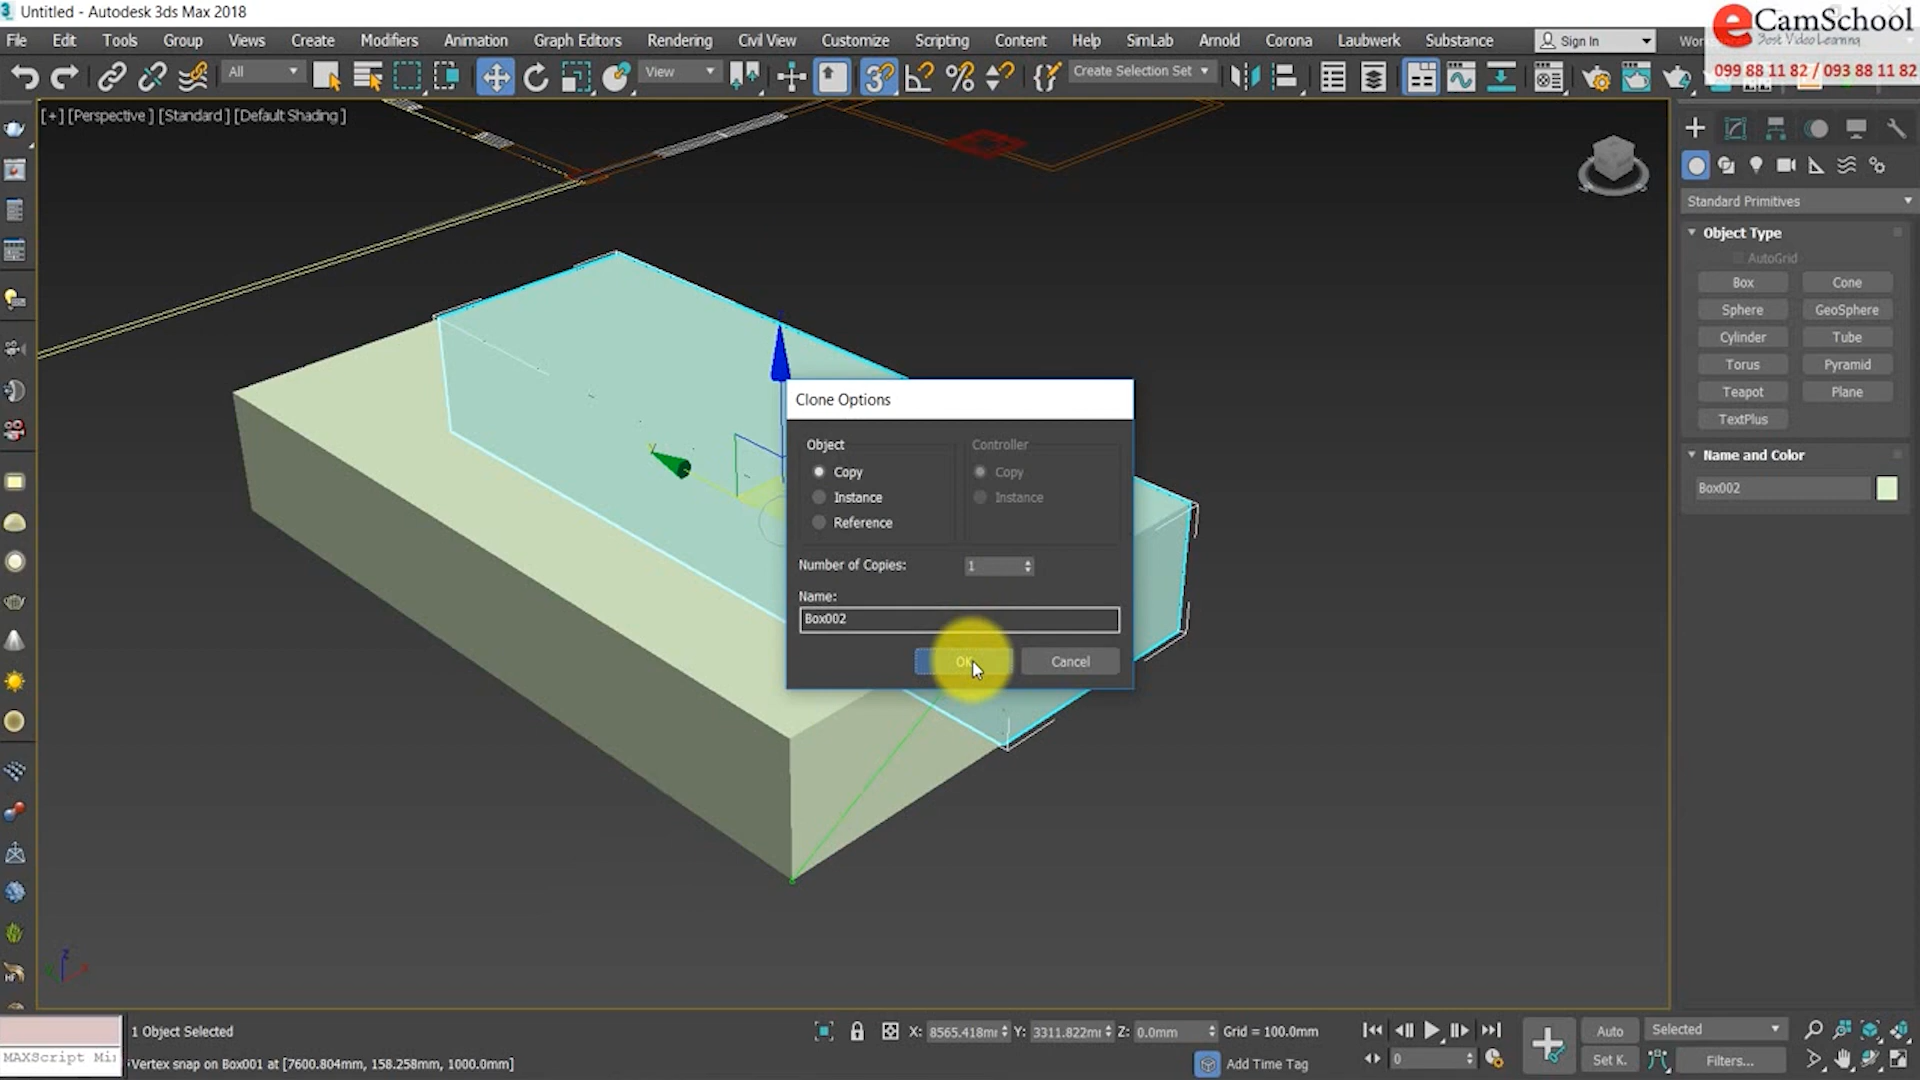 3 Untitled - Autodesk 3ds Max 2018
eCamSchool
Best Video Learning
099 88 11 82 / 093 88 11 82
File Edit Tools Group Views Create Modifiers Animation Graph Editors Rendering Civil View Customize Scripting Content Help SimLab Arnold Corona Laubwerk Substance Sign In
All View Create Selection Set
[+] [Perspective ] [Standard ] [Default Shading ]
Standard Primitives
Object Type
AutoGrid
Box Cone
Sphere GeoSphere
Cylinder Tube
Torus Pyramid
Teapot Plane
TextPlus
Name and Color
Box002
Clone Options
Object Controller
Copy Copy
Instance Instance
Reference
Number of Copies: 1
Name:
Box002
OK Cancel
1 Object Selected X: 8565.418m Y: 3311.822m Z: 0.0mm Grid = 100.0mm Auto Selected
MAXScript Mi Vertex snap on Box001 at [7600.804mm, 158.258mm, 1000.0mm] Add Time Tag 0 Set K. Filters...